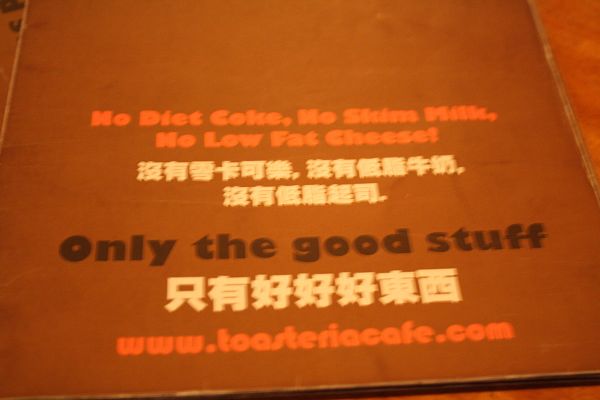 No Diet Coke, No Skim Milk,
No Low Fat Cheese!
沒有零卡可樂, 沒有低脂牛奶,
沒有低脂起司.
Only the good stuff
只有好好好東西
www.toasteriacafe.com